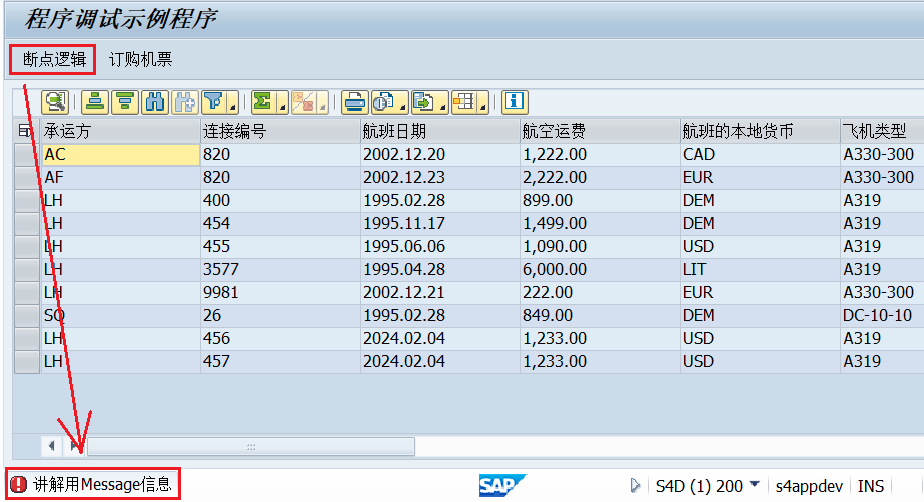 程序调试示例程序
断点逻辑 订购机票
承运方 连接编号 航班日期 航空运费 航班的本地货币 飞机类型
AC 820 2002.12.20 1,222.00 CAD A330-300
AF 820 2002.12.23 2,222.00 EUR A330-300
LH 400 1995.02.28 899.00 DEM A319
LH 454 1995.11.17 1,499.00 DEM A319
LH 455 1995.06.06 1,090.00 USD A319
LH 3577 1995.04.28 6,000.00 LIT A319
LH 9981 2002.12.21 222.00 EUR A330-300
SQ 26 1995.02.28 849.00 DEM DC-10-10
LH 456 2024.02.04 1,233.00 USD A319
LH 457 2024.02.04 1,233.00 USD A319
讲解用Message信息 SAP S4D (1) 200 s4appdev INS